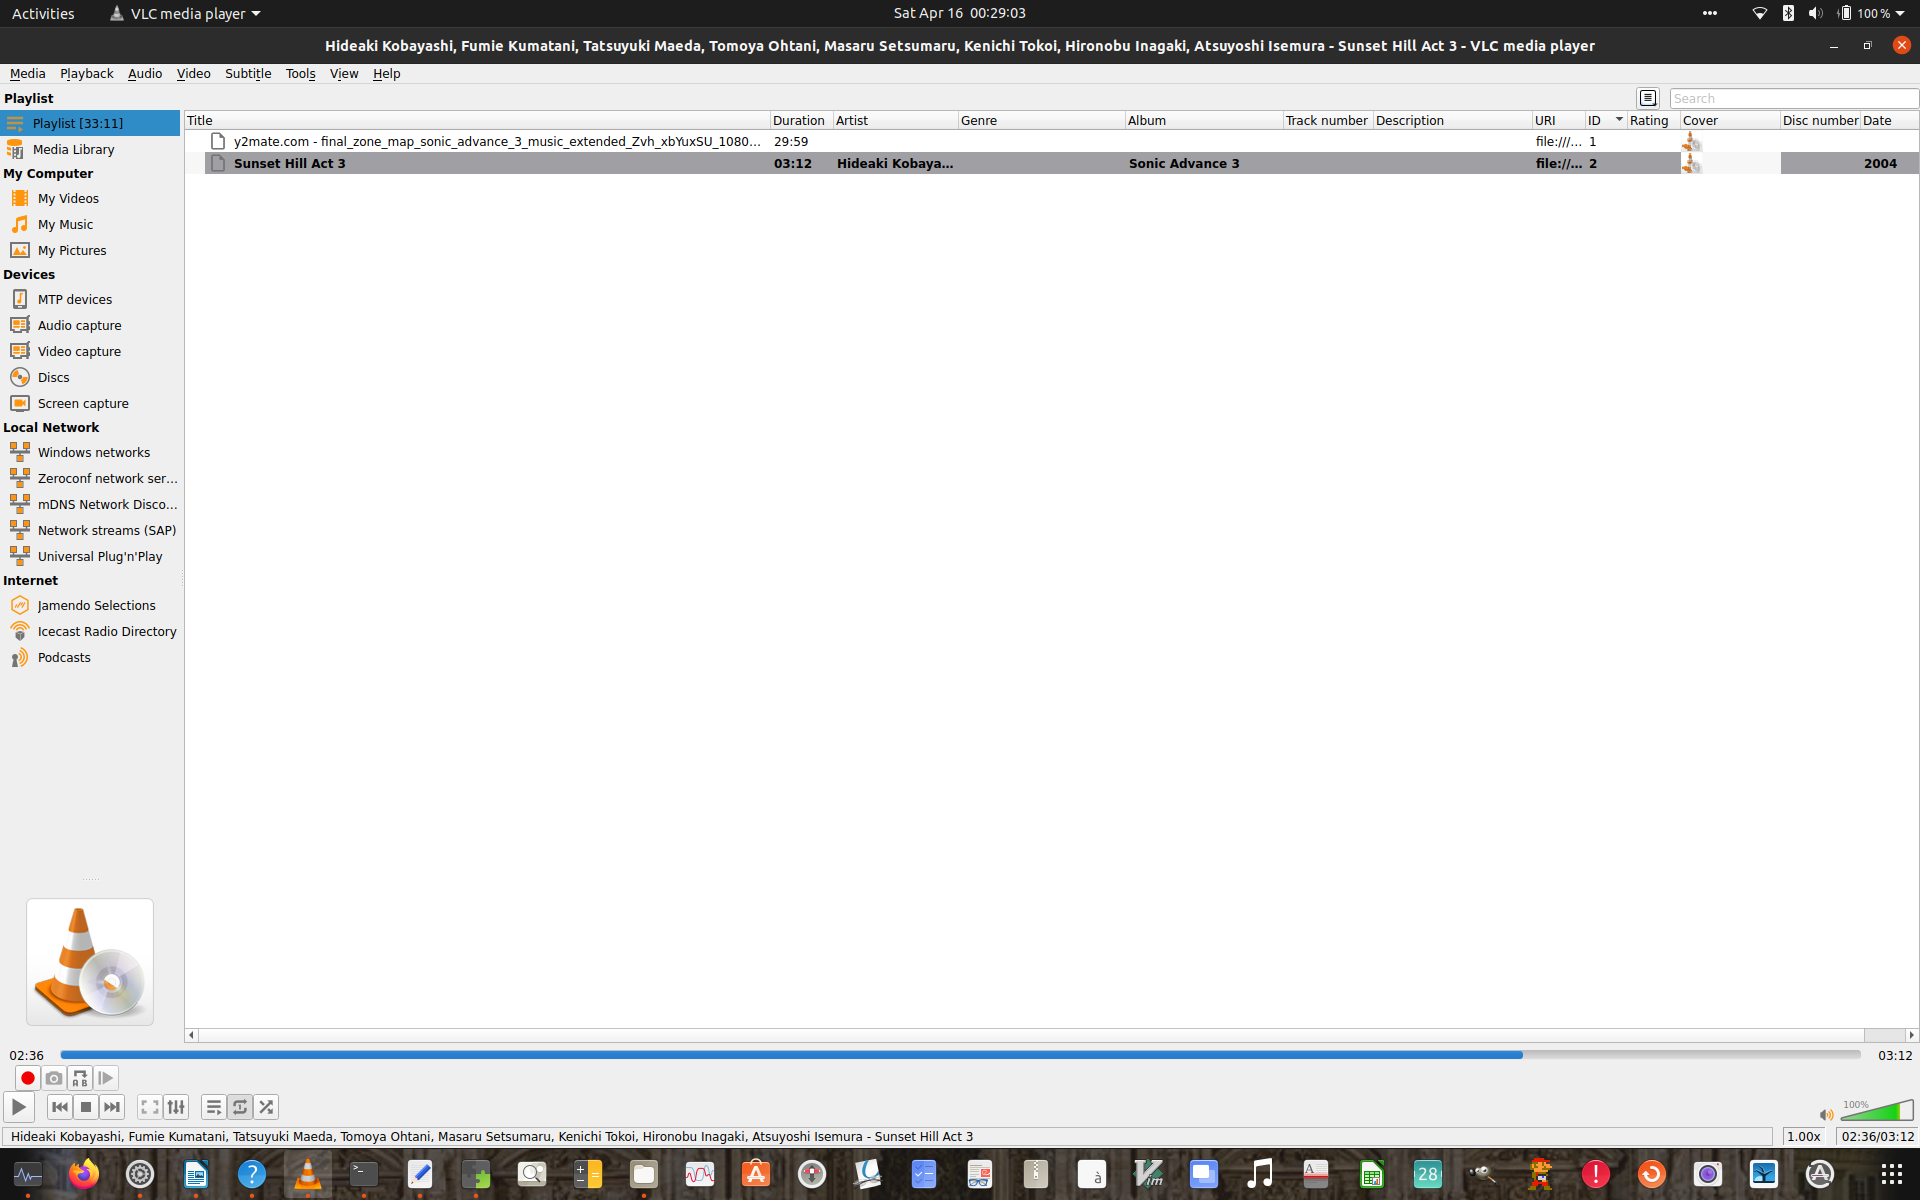 Activities VLC media player Sat Apr 16 00:29:03 100 %
Hideaki Kobayashi, Fumie Kumatani, Tatsuyuki Maeda, Tomoya Ohtani, Masaru Setsumaru, Kenichi Tokoi, Hironobu Inagaki, Atsuyoshi Isemura - Sunset Hill Act 3 - VLC media player
Media Playback Audio Video Subtitle Tools View Help
Playlist
Search
Playlist [33:11]
Media Library
My Computer
My Videos
My Music
My Pictures
Devices
MTP devices
Audio capture
Video capture
Discs
Screen capture
Local Network
Windows networks
Zeroconf network ser...
mDNS Network Disco...
Network streams (SAP)
Universal Plug'n'Play
Internet
Jamendo Selections
Icecast Radio Directory
Podcasts
Title Duration Artist Genre Album Track number Description URI ID Rating Cover Disc number Date
y2mate.com - final_zone_map_sonic_advance_3_music_extended_Zvh_xbYuxSU_1080... 29:59 file:///... 1
Sunset Hill Act 3 03:12 Hideaki Kobaya... Sonic Advance 3 file://... 2 2004
02:36 03:12
A B
100%
Hideaki Kobayashi, Fumie Kumatani, Tatsuyuki Maeda, Tomoya Ohtani, Masaru Setsumaru, Kenichi Tokoi, Hironobu Inagaki, Atsuyoshi Isemura - Sunset Hill Act 3 1.00x 02:36/03:12
? >_ à Vim A 28 !